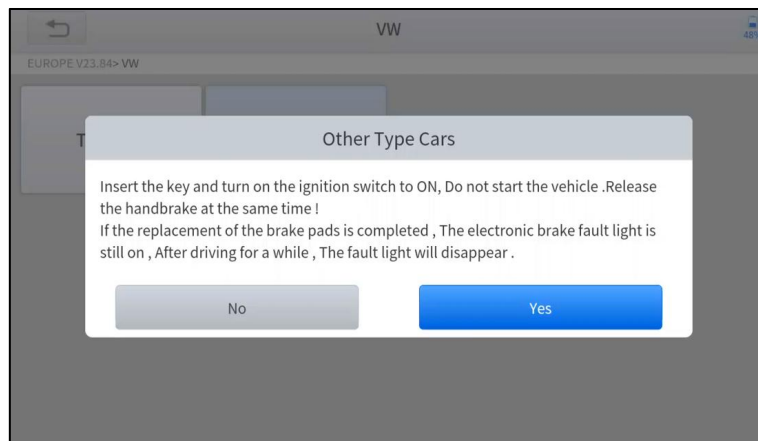 VW
48%
EUROPE V23.84> VW
T
Other Type Cars
Insert the key and turn on the ignition switch to ON, Do not start the vehicle .Release
the handbrake at the same time !
If the replacement of the brake pads is completed , The electronic brake fault light is
still on , After driving for a while , The fault light will disappear .
No
Yes